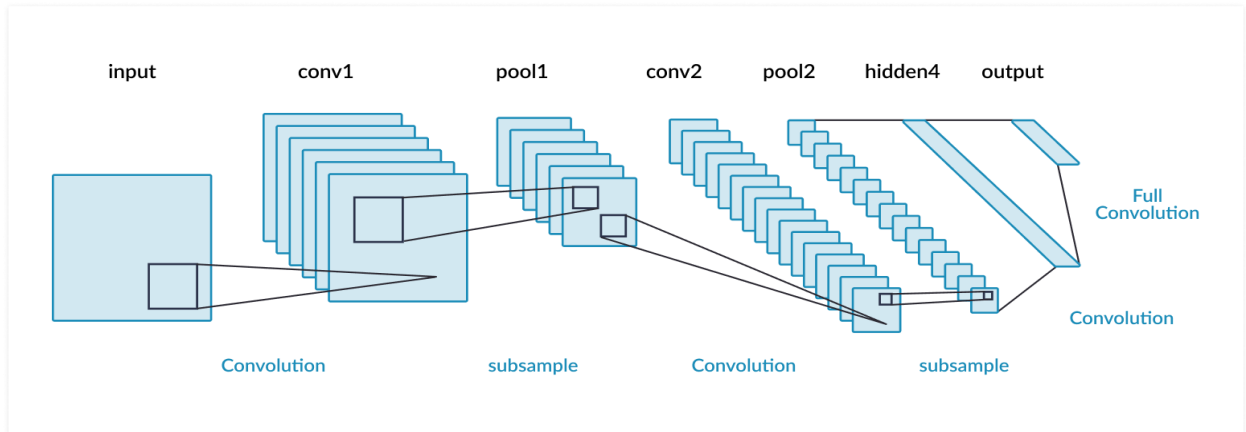 input conv1 pool1 conv2 pool2 hidden4 output
Full
Convolution
Convolution
Convolution subsample Convolution subsample